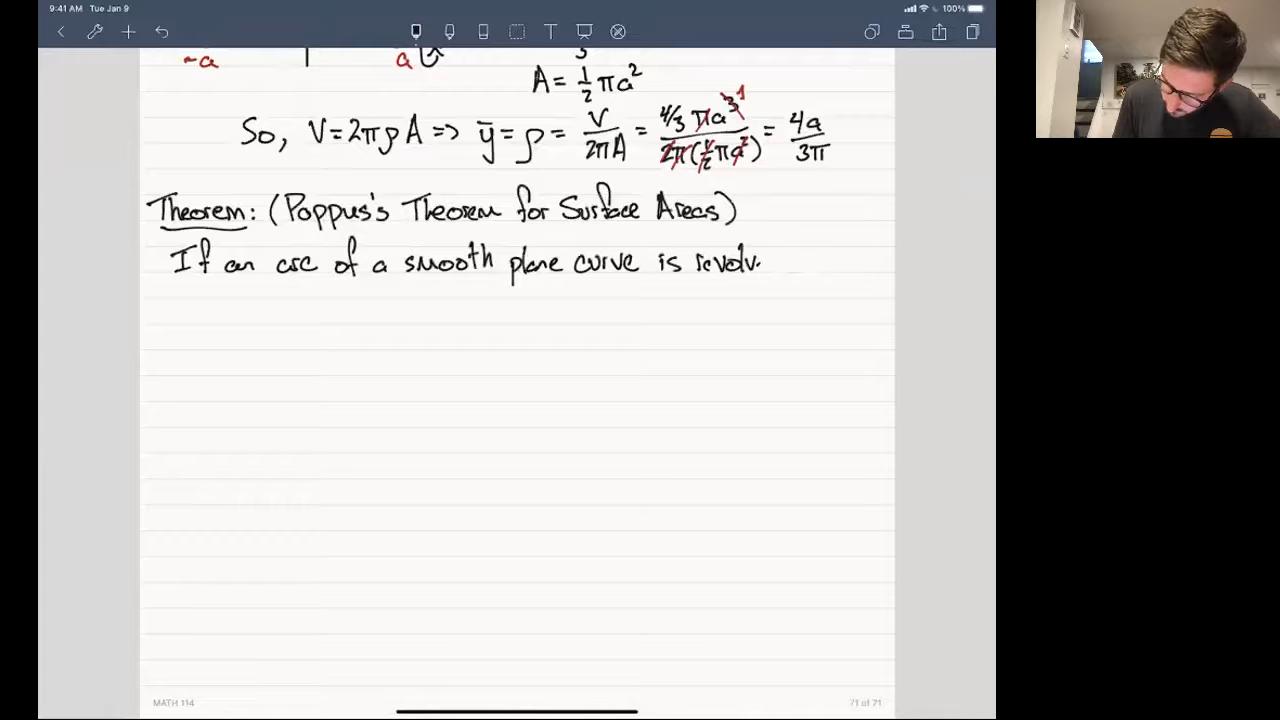 9:41 AM Tue Jan 9
100%
-a a
A = 1/2 πa²
So, V = 2πρA => ȳ = ρ = V/2πA = 4/3 πa³ ¹/2π(1/2 πa²) = 4a/3π
Theorem: (Pappus's Theorem for Surface Areas)
If an arc of a smooth plane curve is revolv
MATH 114
71 of 71